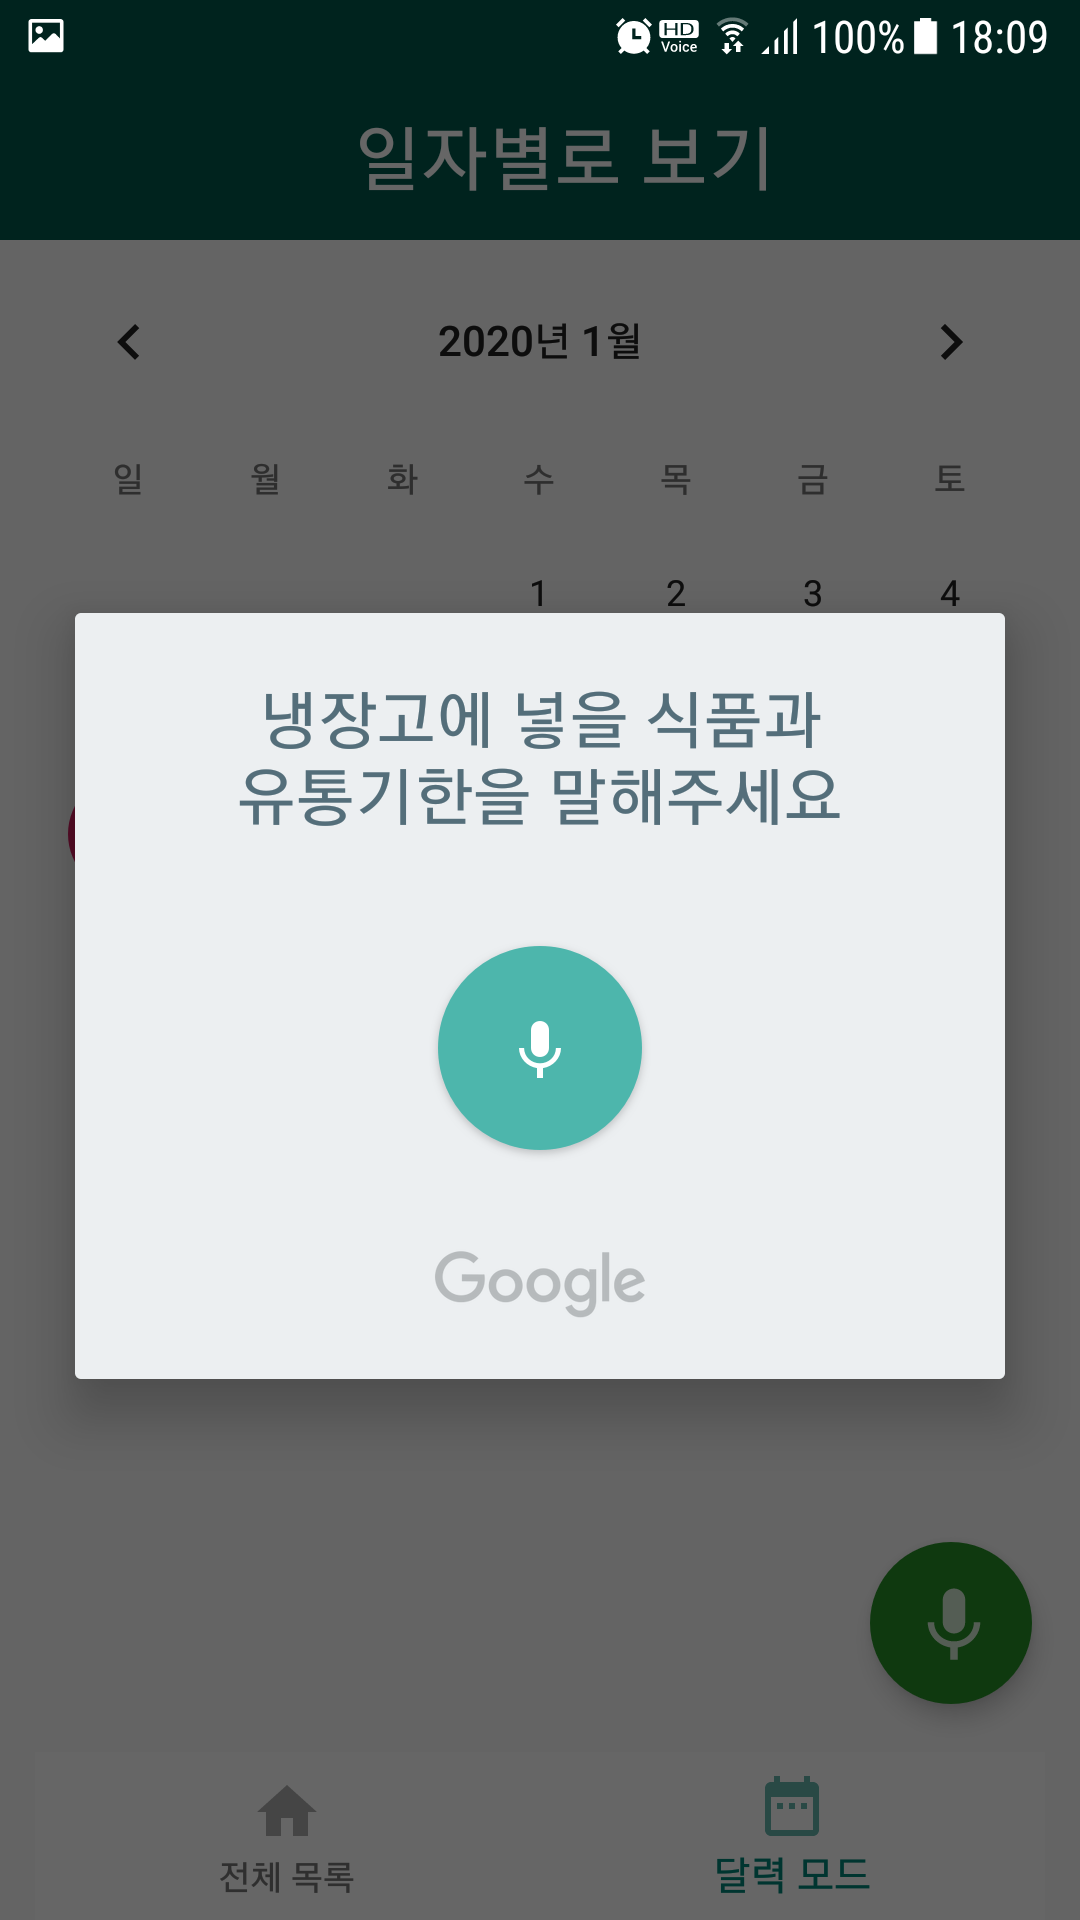 HD Voice 100% 18:09
일자별로 보기
2020년 1월
일 월 화 수 목 금 토
1 2 3 4
냉장고에 넣을 식품과
유통기한을 말해주세요
Google
전체 목록 달력 모드